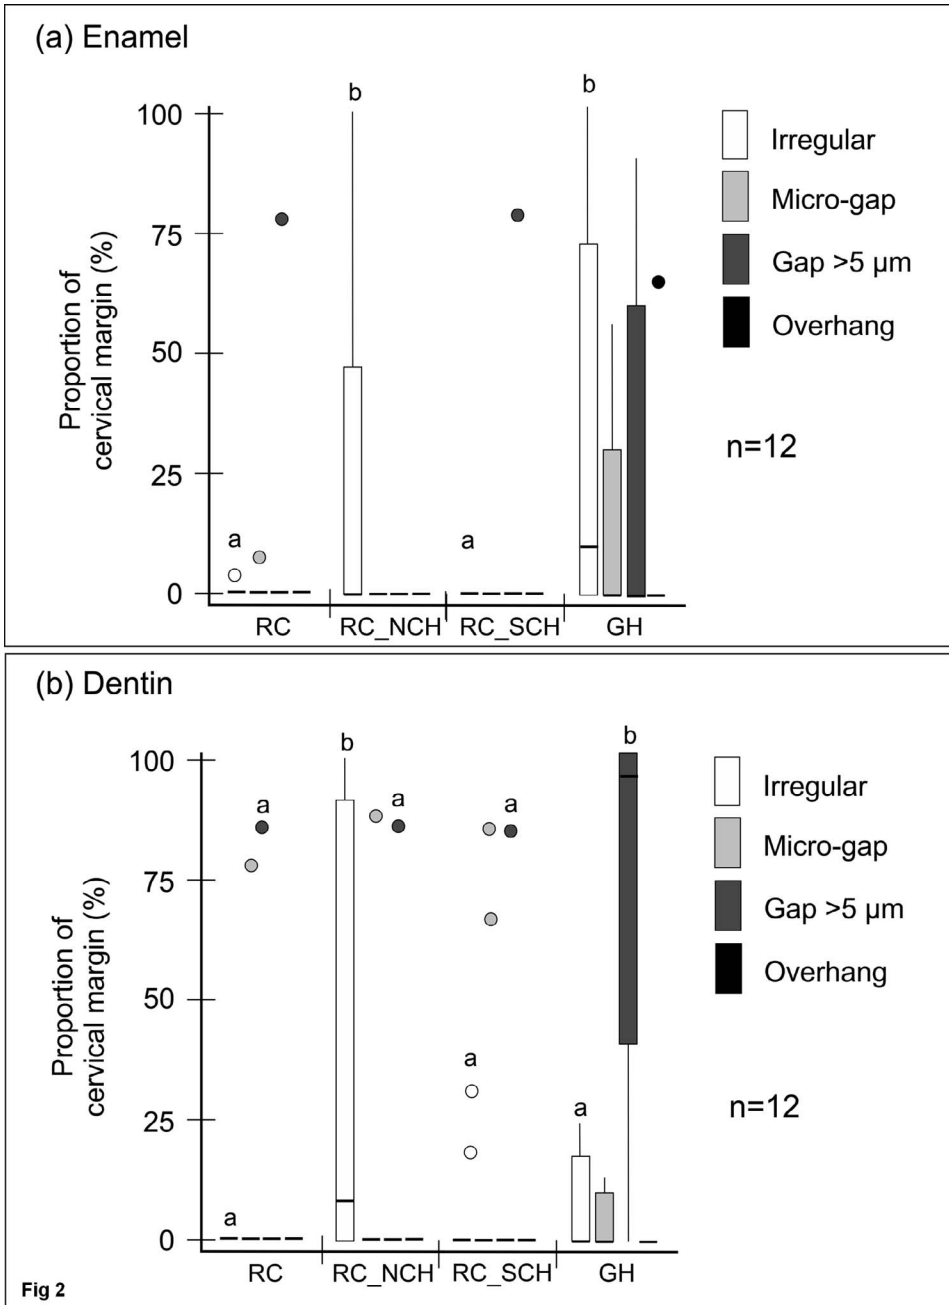 (a) Enamel
b
b
100
Irregular
Micro-gap
75
Gap >5 µm
Proportion of
cervical margin (%)
Overhang
50
n=12
25
a
a
0
RC
RC_NCH
RC_SCH
GH
(b) Dentin
b
b
100
Irregular
a
a
a
Micro-gap
75
Gap >5 µm
Proportion of
cervical margin (%)
Overhang
50
a
n=12
25
a
a
0
RC
RC_NCH
RC_SCH
GH
Fig 2